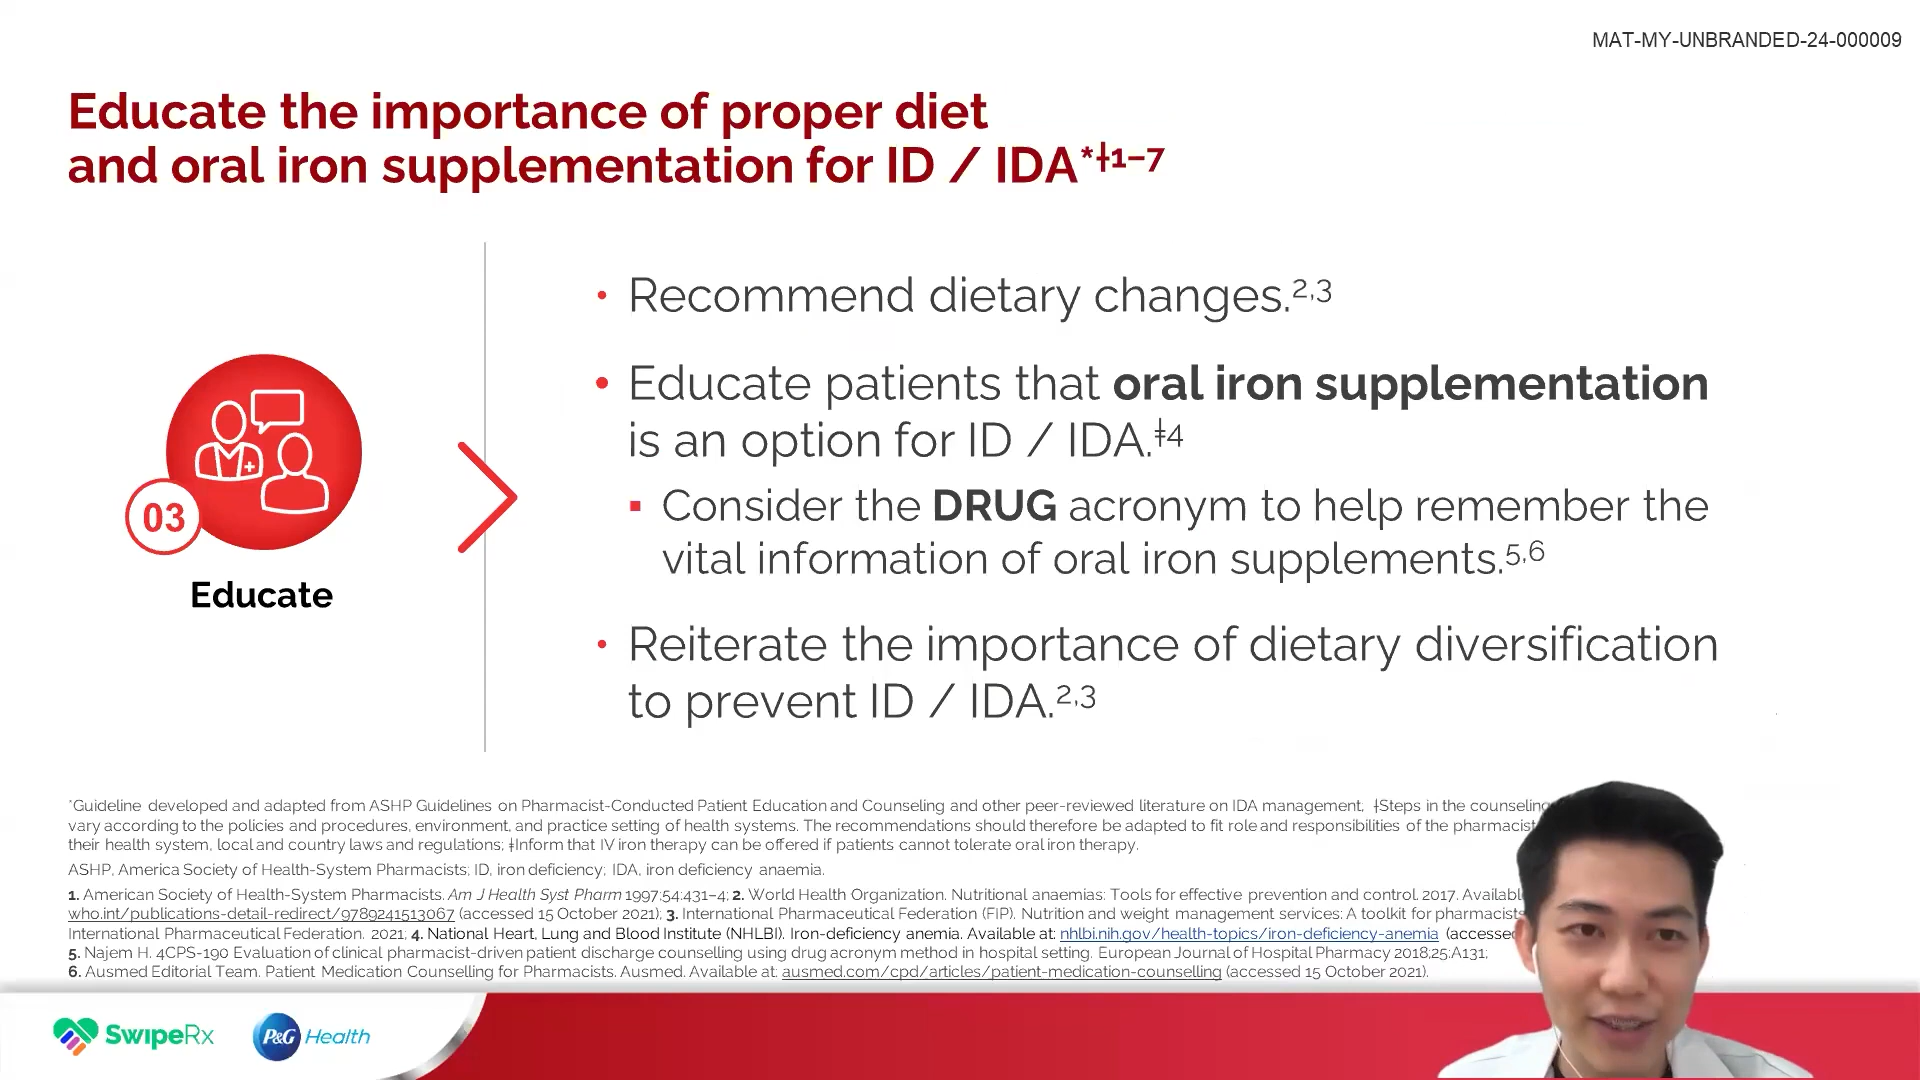 MAT-MY-UNBRANDED-24-000009
Educate the importance of proper diet
and oral iron supplementation for ID / IDA*ƚ1–7
• Recommend dietary changes.2,3
• Educate patients that oral iron supplementation
is an option for ID / IDA.ǂ4
▪ Consider the DRUG acronym to help remember the
vital information of oral iron supplements.5,6
• Reiterate the importance of dietary diversification
to prevent ID / IDA.2,3
03
Educate
*Guideline developed and adapted from ASHP Guidelines on Pharmacist-Conducted Patient Education and Counseling and other peer-reviewed literature on IDA management; ƚSteps in the counseling
vary according to the policies and procedures, environment, and practice setting of health systems. The recommendations should therefore be adapted to fit role and responsibilities of the pharmacist
their health system, local and country laws and regulations; ǂInform that IV iron therapy can be offered if patients cannot tolerate oral iron therapy.
ASHP, America Society of Health-System Pharmacists; ID, iron deficiency; IDA, iron deficiency anaemia.
1. American Society of Health-System Pharmacists. Am J Health Syst Pharm 1997;54:431–4; 2. World Health Organization. Nutritional anaemias: Tools for effective prevention and control. 2017. Availabl
who.int/publications-detail-redirect/9789241513067 (accessed 15 October 2021); 3. International Pharmaceutical Federation (FIP). Nutrition and weight management services: A toolkit for pharmacists
International Pharmaceutical Federation. 2021; 4. National Heart, Lung and Blood Institute (NHLBI). Iron-deficiency anemia. Available at: nhlbi.nih.gov/health-topics/iron-deficiency-anemia (accessed
5. Najem H. 4CPS-190 Evaluation of clinical pharmacist-driven patient discharge counselling using drug acronym method in hospital setting. European Journal of Hospital Pharmacy 2018;25:A131;
6. Ausmed Editorial Team. Patient Medication Counselling for Pharmacists. Ausmed. Available at: ausmed.com/cpd/articles/patient-medication-counselling (accessed 15 October 2021).
SwipeRx
P&G Health